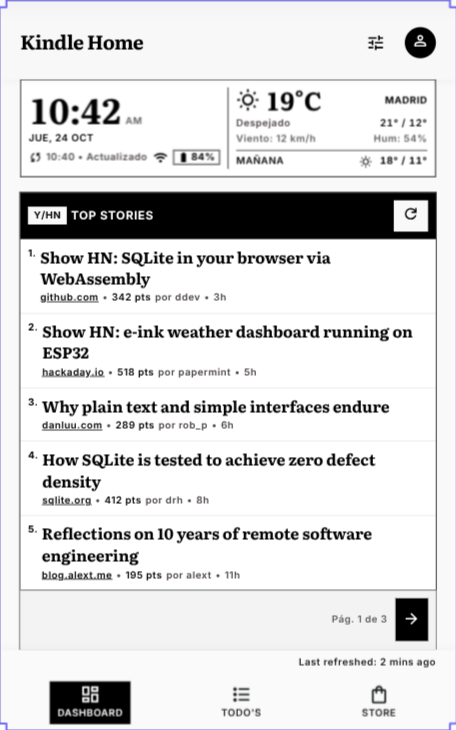 Kindle Home
10:42 AM
JUE, 24 OCT
10:40 • Actualizado 84%
19°C MADRID
Despejado 21° / 12°
Viento: 12 km/h Hum: 54%
MAÑANA 18° / 11°
Y/HN TOP STORIES
1. Show HN: SQLite in your browser via
WebAssembly
github.com • 342 pts por ddev • 3h
2. Show HN: e-ink weather dashboard running on
ESP32
hackaday.io • 518 pts por papermint • 5h
3. Why plain text and simple interfaces endure
danluu.com • 289 pts por rob_p • 6h
4. How SQLite is tested to achieve zero defect
density
sqlite.org • 412 pts por drh • 8h
5. Reflections on 10 years of remote software
engineering
blog.alext.me • 195 pts por alext • 11h
Pág. 1 de 3
Last refreshed: 2 mins ago
DASHBOARD TODO'S STORE